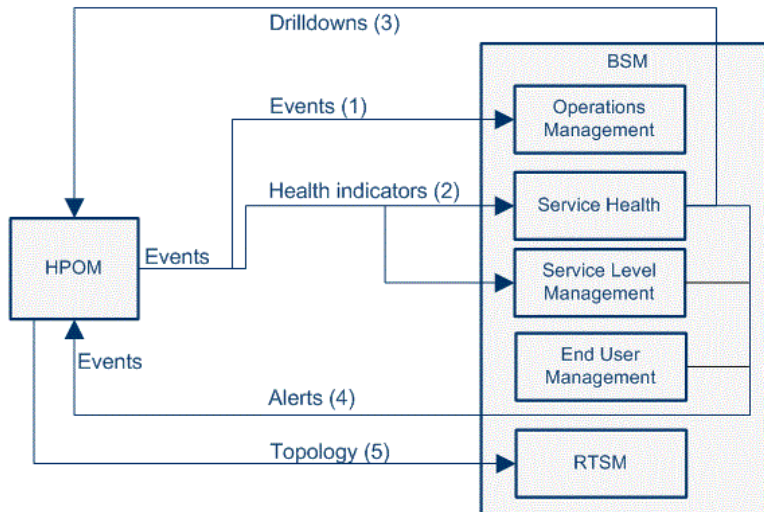 Drilldowns (3)
BSM
Events (1)
Operations
Management
Health indicators (2)
Service Health
HPOM
Events
Service Level
Management
Events
End User
Management
Alerts (4)
Topology (5)
RTSM